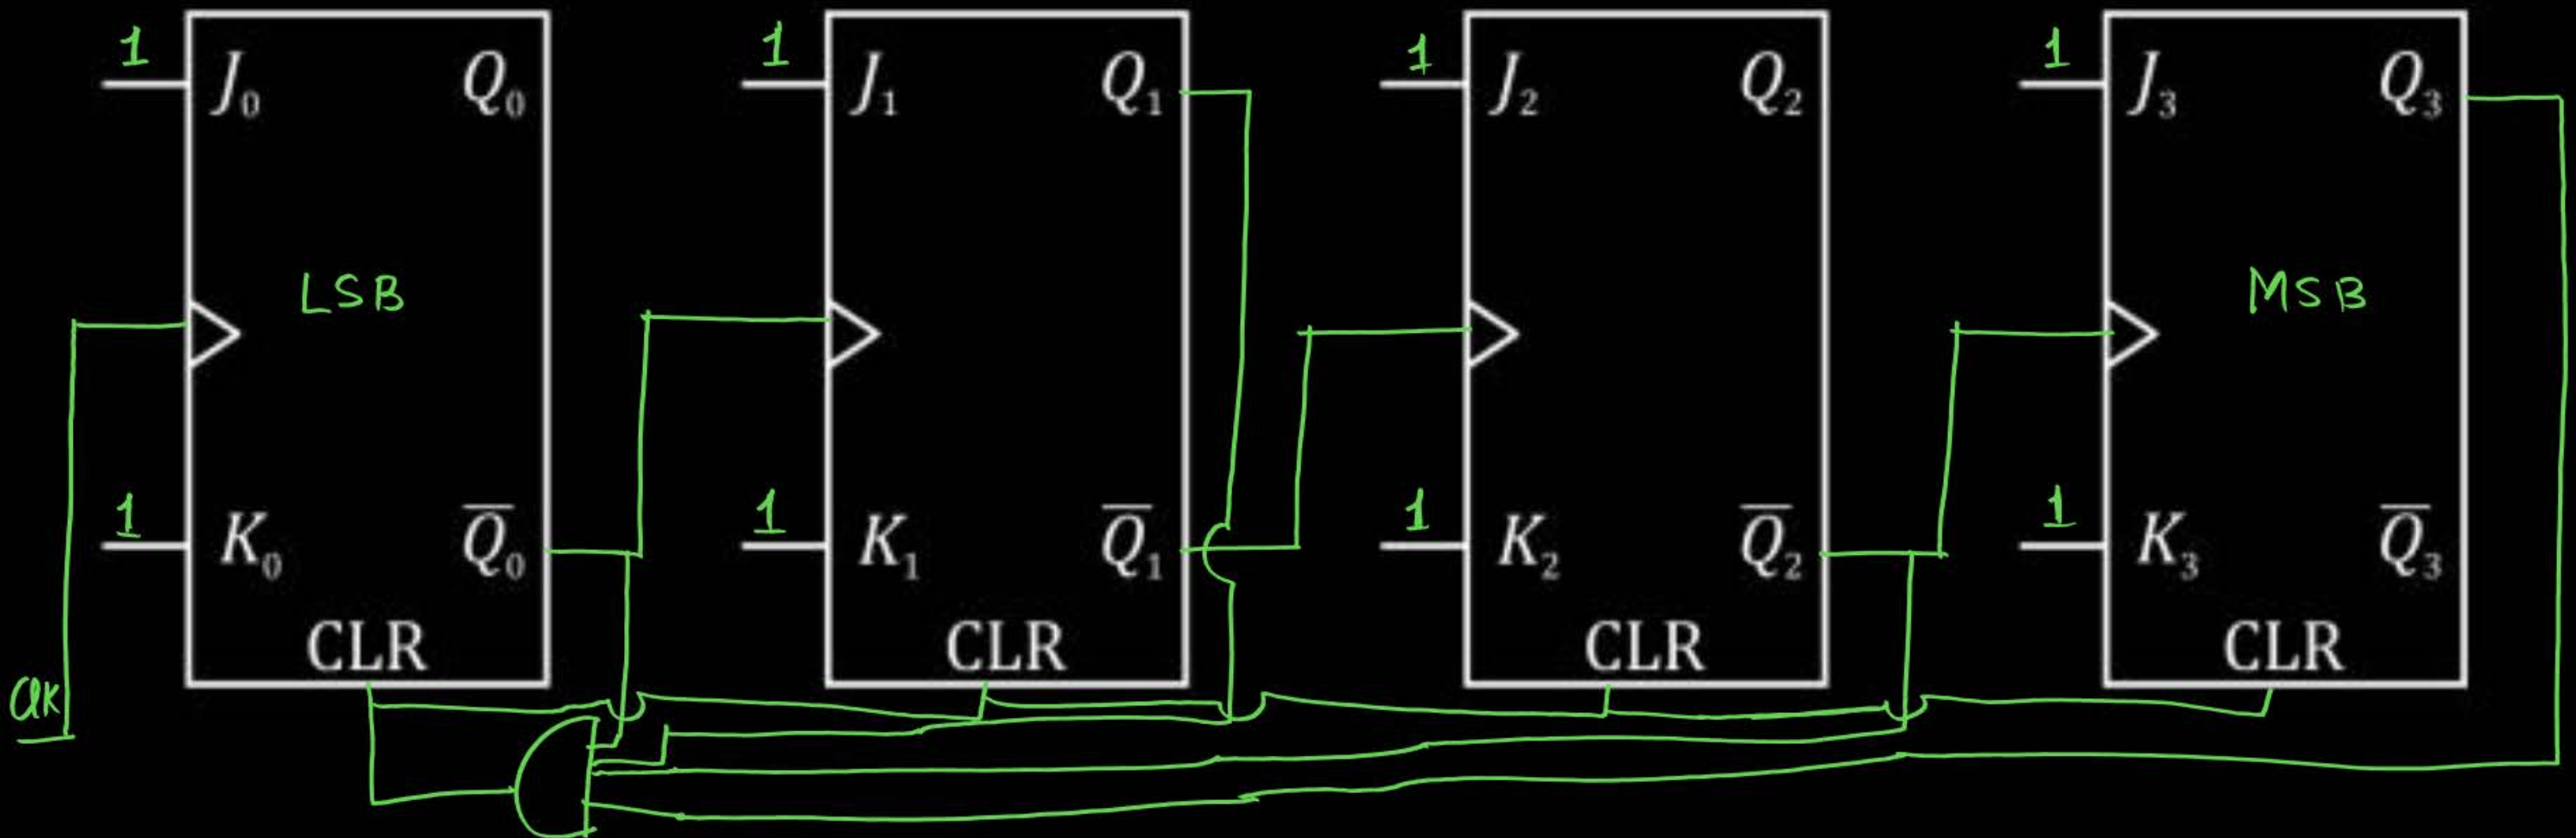 1 J₀ Q₀ 1 J₁ Q₁ 1 J₂ Q₂ 1 J₃ Q₃
LSB MSB
1 K₀ Q̅₀ 1 K₁ Q̅₁ 1 K₂ Q̅₂ 1 K₃ Q̅₃
CLR CLR CLR CLR
clk